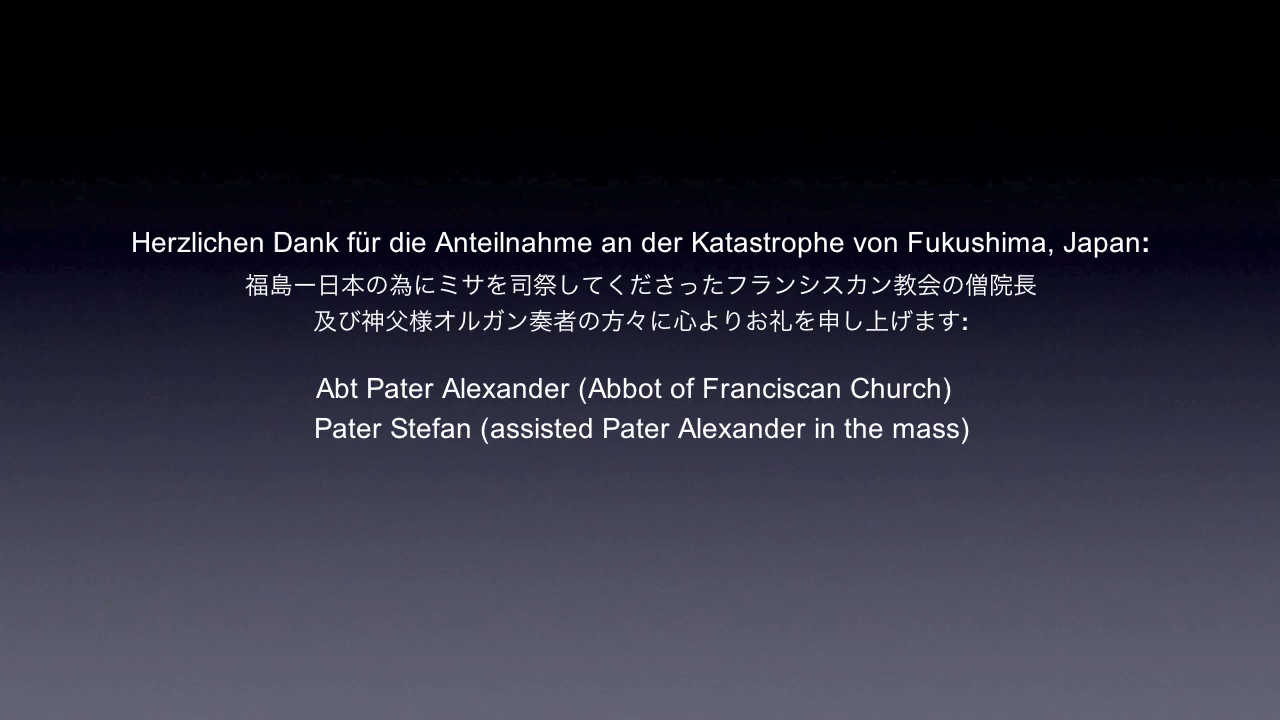 Herzlichen Dank für die Anteilnahme an der Katastrophe von Fukushima, Japan:
福島ー日本の為にミサを司祭してくださったフランシスカン教会の僧院長
及び神父様オルガン奏者の方々に心よりお礼を申し上げます:
Abt Pater Alexander (Abbot of Franciscan Church)
Pater Stefan (assisted Pater Alexander in the mass)